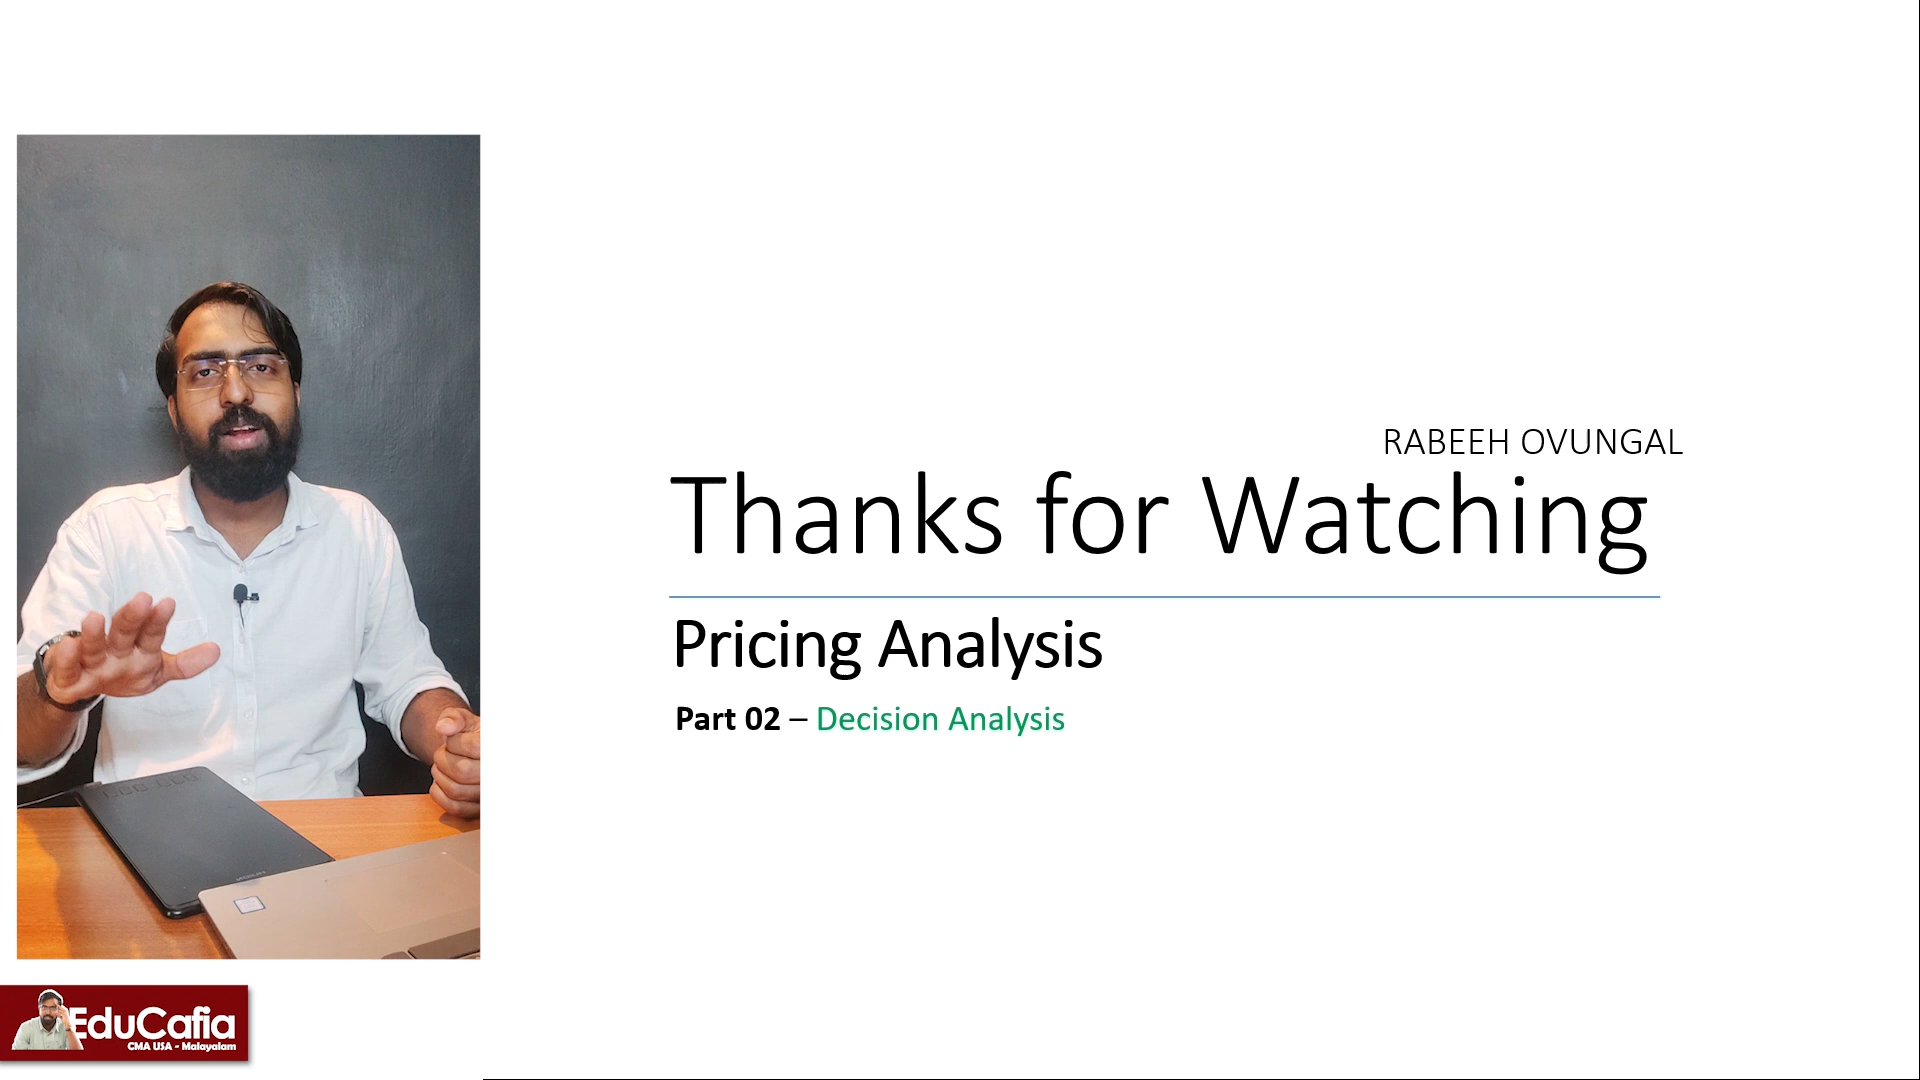 RABEEH OVUNGAL
Thanks for Watching
Pricing Analysis
Part 02 – Decision Analysis
EduCafia
CMA USA - Malayalam